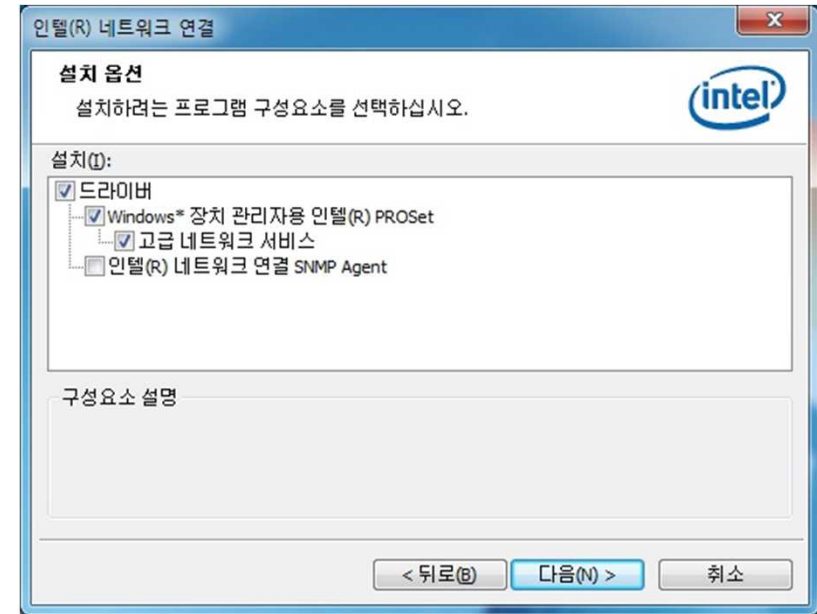 인텔(R) 네트워크 연결
설치 옵션
설치하려는 프로그램 구성요소를 선택하십시오.
intel
설치(I):
드라이버
Windows* 장치 관리자용 인텔(R) PROSet
고급 네트워크 서비스
인텔(R) 네트워크 연결 SNMP Agent
구성요소 설명
< 뒤로(B) 다음(N) > 취소